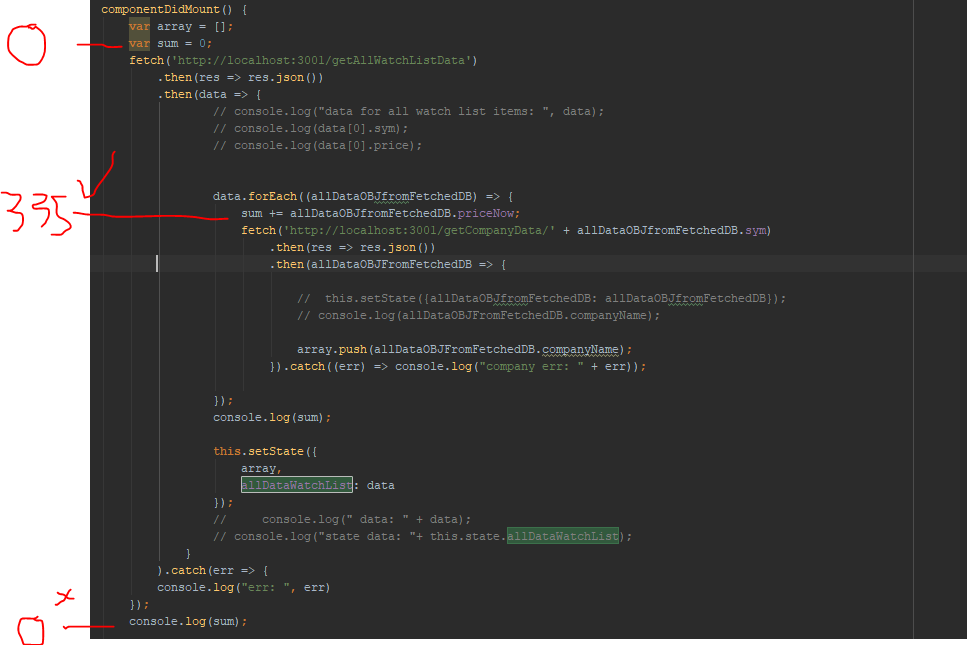 componentDidMount() {
var array = [];
0 var sum = 0;
fetch('http://localhost:3001/getAllWatchListData')
.then(res => res.json())
.then(data => {
// console.log("data for all watch list items: ", data);
// console.log(data[0].sym);
// console.log(data[0].price);
data.forEach((allDataOBJfromFetchedDB) => {
335 sum += allDataOBJfromFetchedDB.priceNow;
fetch('http://localhost:3001/getCompanyData/' + allDataOBJfromFetchedDB.sym)
.then(res => res.json())
.then(allDataOBJFromFetchedDB => {
//  this.setState({allDataOBJfromFetchedDB: allDataOBJfromFetchedDB});
// console.log(allDataOBJFromFetchedDB.companyName);
array.push(allDataOBJFromFetchedDB.companyName);
}).catch((err) => console.log("company err: " + err));
});
console.log(sum);
this.setState({
array,
allDataWatchList: data
});
//     console.log(" data: " + data);
// console.log("state data: "+ this.state.allDataWatchList);
}
).catch(err => {
console.log("err: ", err)
});
x
0 console.log(sum);